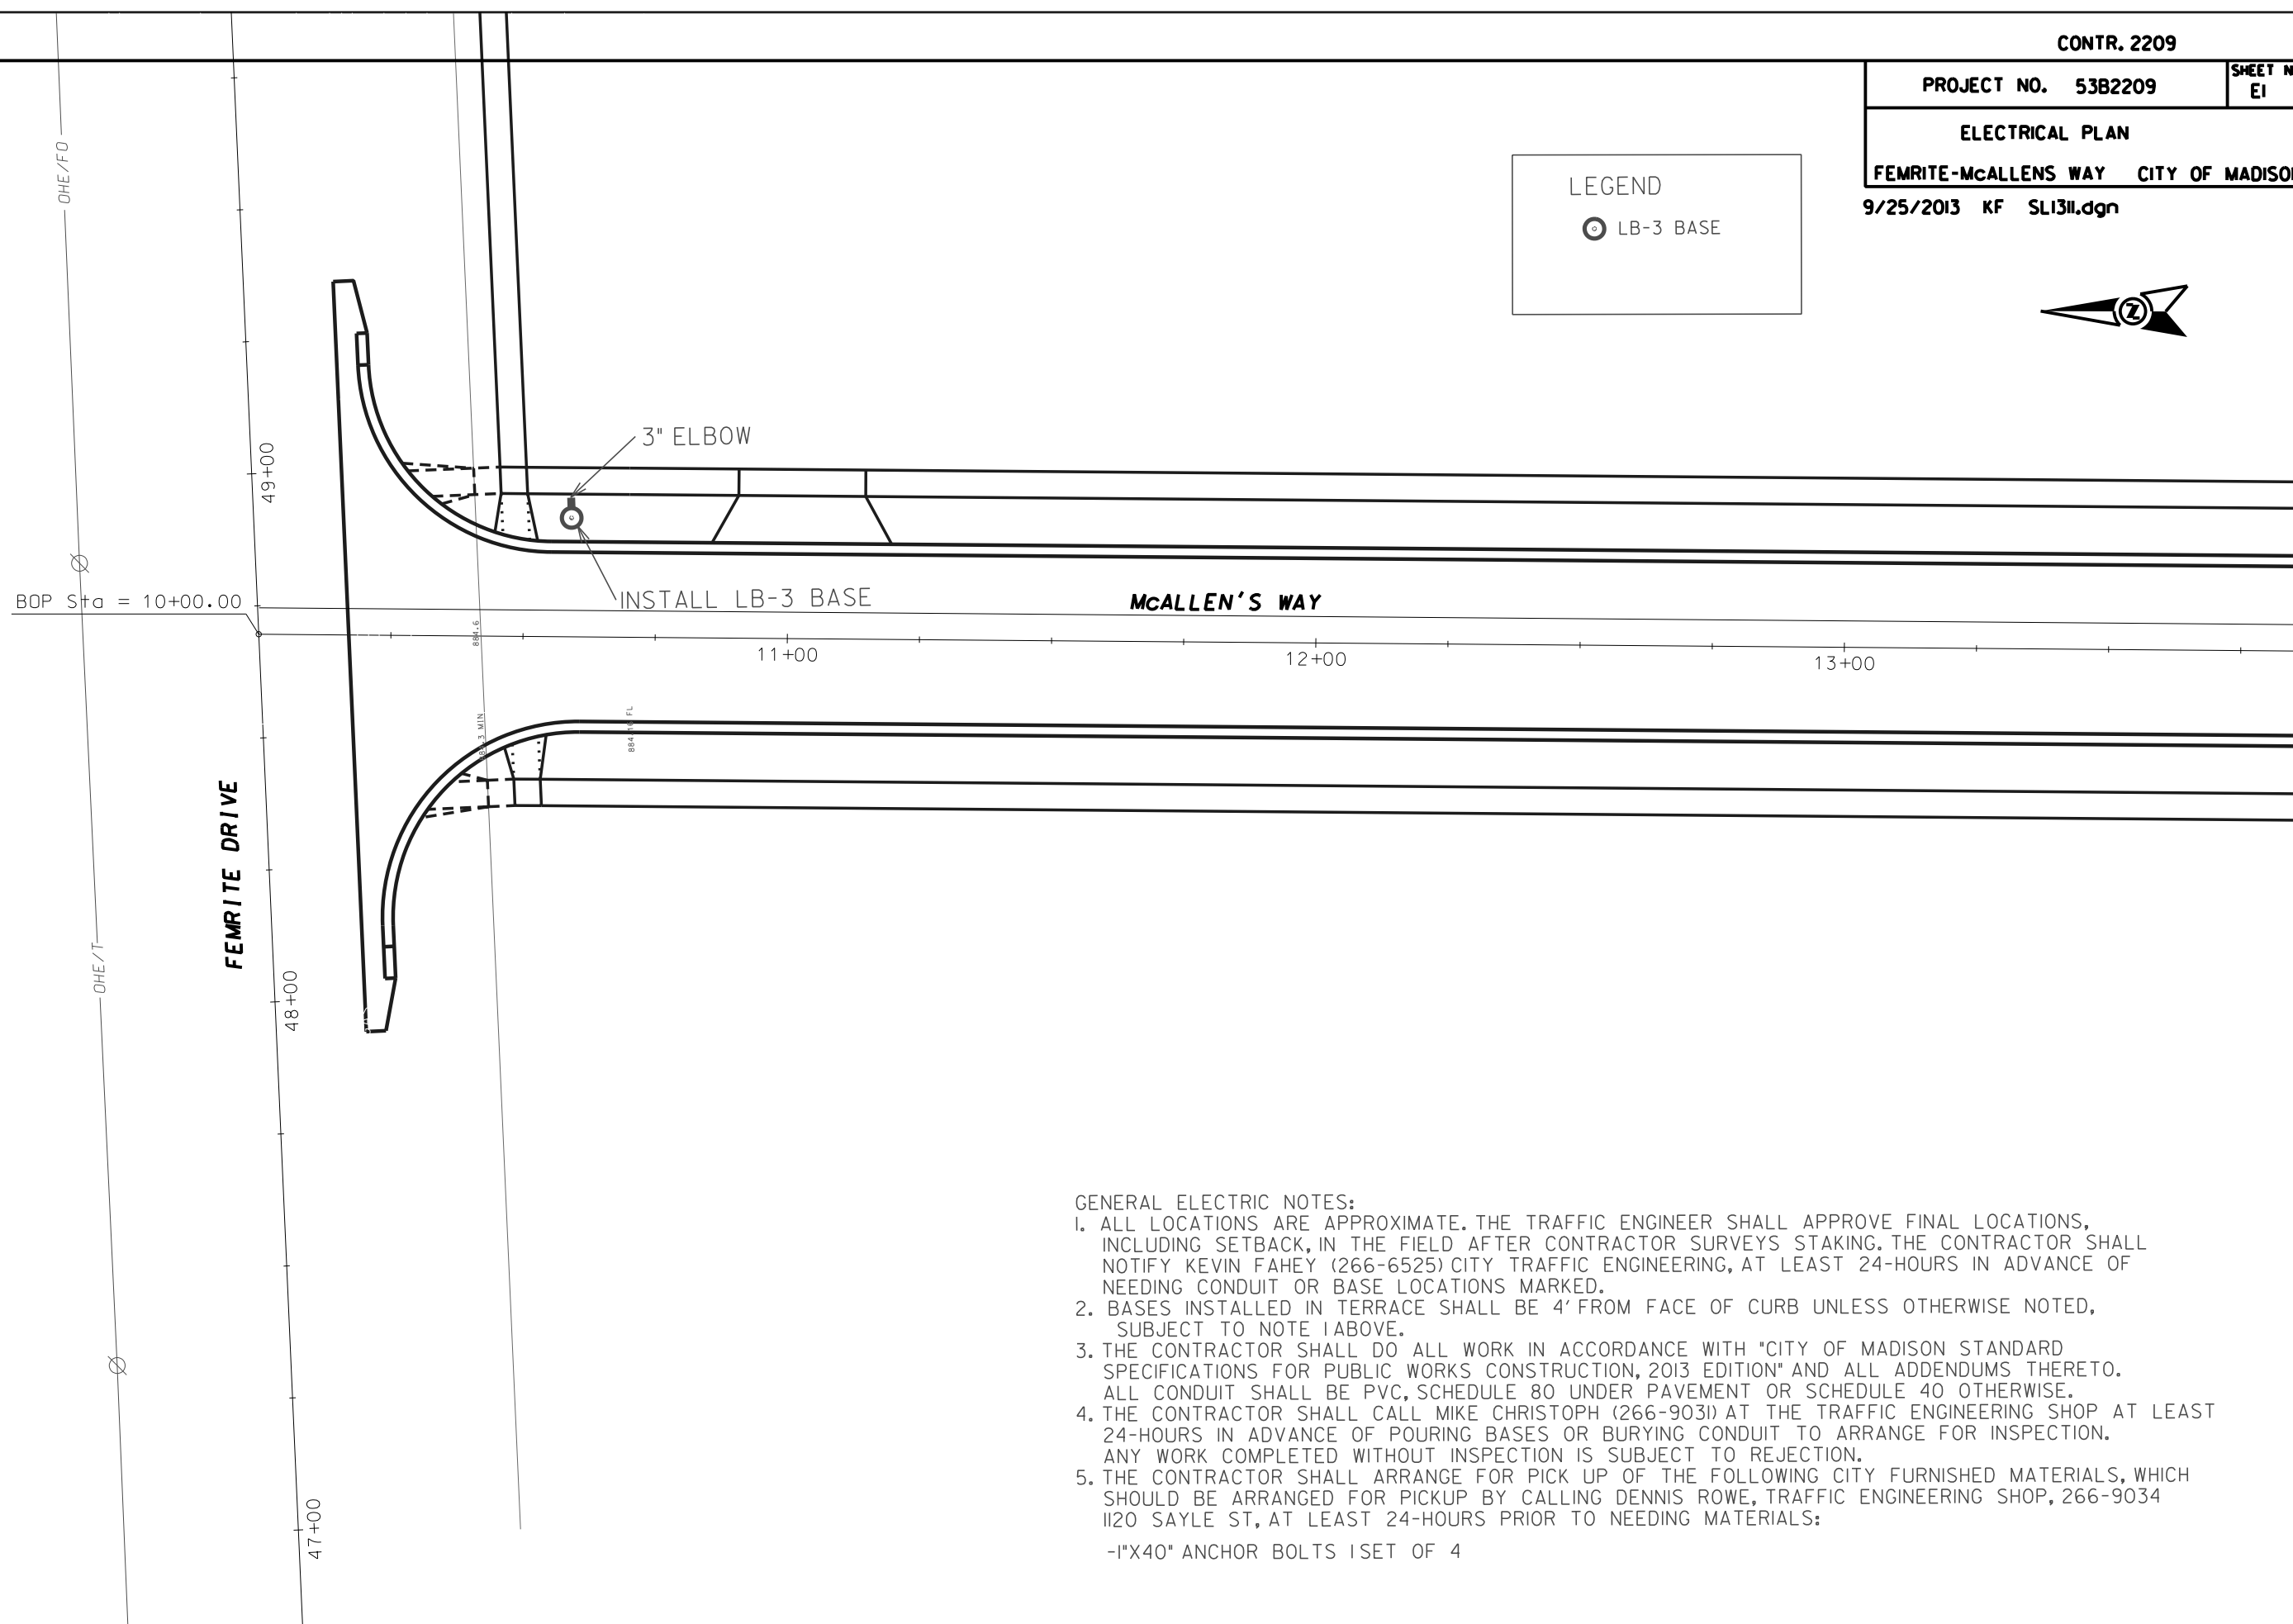 CONTR. 2209
PROJECT NO. 53B2209
SHEET
E1
ELECTRICAL PLAN
FEMRITE-McALLENS WAY CITY OF
9/25/2013 KF SL1311.dgn
LEGEND
LB-3 BASE
Z
OHE/FO
49+00
3" ELBOW
INSTALL LB-3 BASE
BOP Sta = 10+00.00
McALLEN'S WAY
884.6
11+00
12+00
13+00
MIN
FL
FEMRITE DRIVE
OHE/T
48+00
47+00
GENERAL ELECTRIC NOTES:
1. ALL LOCATIONS ARE APPROXIMATE. THE TRAFFIC ENGINEER SHALL APPROVE FINAL LOCATIONS,
INCLUDING SETBACK, IN THE FIELD AFTER CONTRACTOR SURVEYS STAKING. THE CONTRACTOR SHALL
NOTIFY KEVIN FAHEY (266-6525) CITY TRAFFIC ENGINEERING, AT LEAST 24-HOURS IN ADVANCE OF
NEEDING CONDUIT OR BASE LOCATIONS MARKED.
2. BASES INSTALLED IN TERRACE SHALL BE 4' FROM FACE OF CURB UNLESS OTHERWISE NOTED,
SUBJECT TO NOTE 1 ABOVE.
3. THE CONTRACTOR SHALL DO ALL WORK IN ACCORDANCE WITH "CITY OF MADISON STANDARD
SPECIFICATIONS FOR PUBLIC WORKS CONSTRUCTION, 2013 EDITION" AND ALL ADDENDUMS THERETO.
ALL CONDUIT SHALL BE PVC, SCHEDULE 80 UNDER PAVEMENT OR SCHEDULE 40 OTHERWISE.
4. THE CONTRACTOR SHALL CALL MIKE CHRISTOPH (266-9031) AT THE TRAFFIC ENGINEERING SHOP AT LEAST
24-HOURS IN ADVANCE OF POURING BASES OR BURYING CONDUIT TO ARRANGE FOR INSPECTION.
ANY WORK COMPLETED WITHOUT INSPECTION IS SUBJECT TO REJECTION.
5. THE CONTRACTOR SHALL ARRANGE FOR PICK UP OF THE FOLLOWING CITY FURNISHED MATERIALS, WHICH
SHOULD BE ARRANGED FOR PICKUP BY CALLING DENNIS ROWE, TRAFFIC ENGINEERING SHOP, 266-9034
1120 SAYLE ST, AT LEAST 24-HOURS PRIOR TO NEEDING MATERIALS:
-1"X40" ANCHOR BOLTS 1 SET OF 4